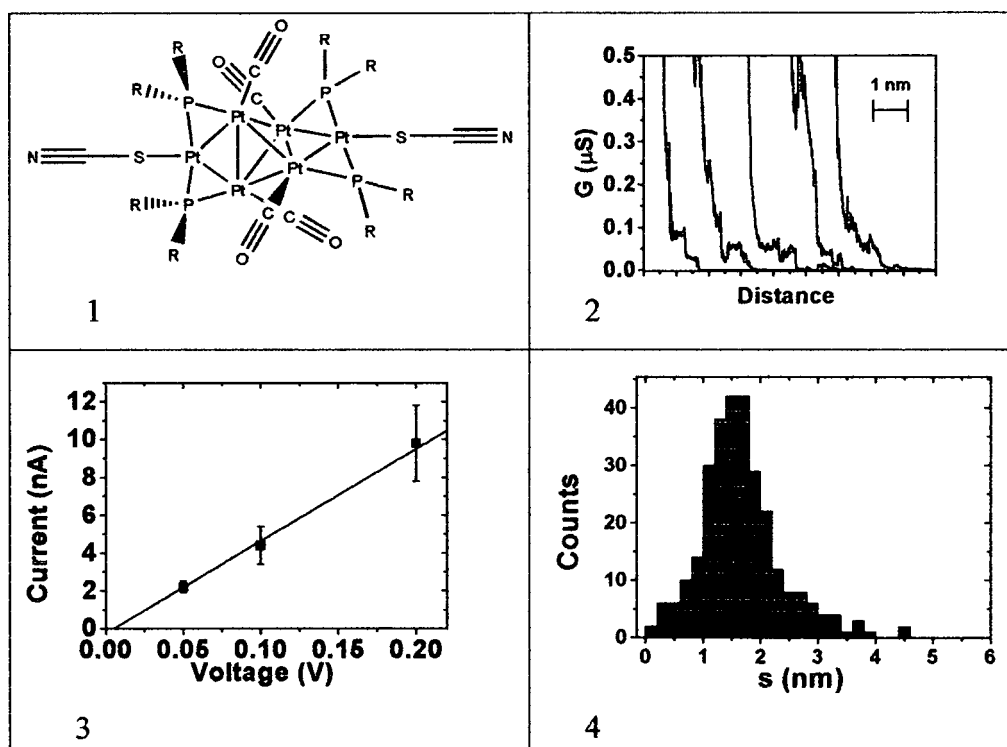 O
O
R
R
R
C
C
R
P
P
Pt
Pt
Pt
N
S
Pt
S
N
Pt
Pt
P
P
R
R
C
C
O
O
R
R
1
0.5
0.4
0.3
0.2
0.1
0.0
G (µS)
1 nm
Distance
2
12
10
8
6
4
2
0
Current (nA)
0.00 0.05 0.10 0.15 0.20
Voltage (V)
3
40
30
20
10
0
Counts
0 1 2 3 4 5 6
s (nm)
4